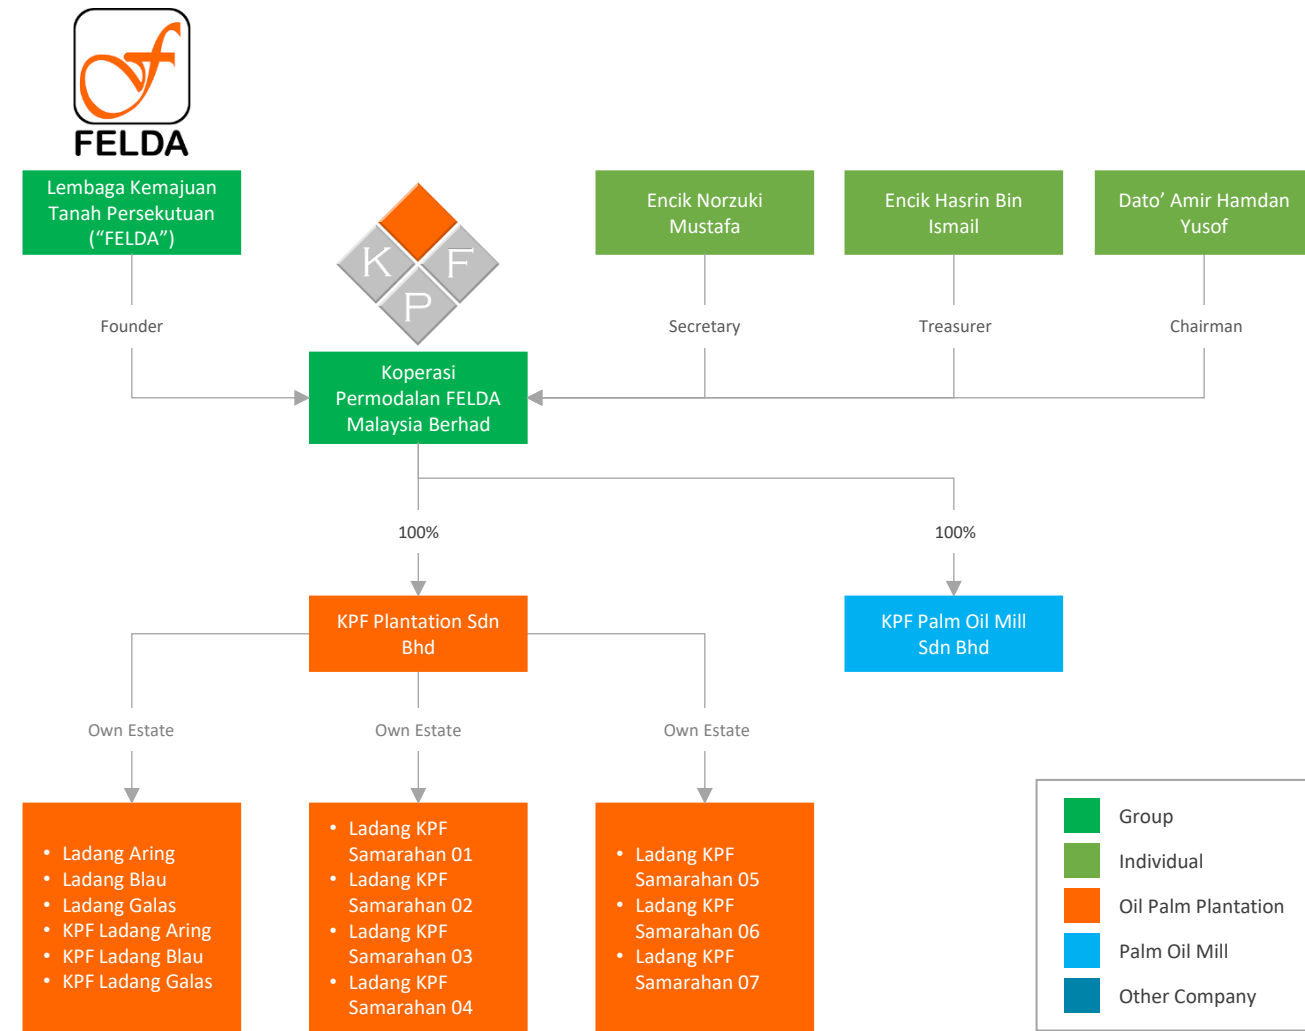 FELDA
Lembaga Kemajuan
Tanah Persekutuan
(“FELDA”)
K
F
P
Encik Norzuki
Mustafa
Encik Hasrin Bin
Ismail
Dato’ Amir Hamdan
Yusof
Founder
Secretary
Treasurer
Chairman
Koperasi
Permodalan FELDA
Malaysia Berhad
100%
100%
KPF Plantation Sdn
Bhd
KPF Palm Oil Mill
Sdn Bhd
Own Estate
Own Estate
Own Estate
• Ladang Aring
• Ladang Blau
• Ladang Galas
• KPF Ladang Aring
• KPF Ladang Blau
• KPF Ladang Galas
• Ladang KPF
Samarahan 01
• Ladang KPF
Samarahan 02
• Ladang KPF
Samarahan 03
• Ladang KPF
Samarahan 04
• Ladang KPF
Samarahan 05
• Ladang KPF
Samarahan 06
• Ladang KPF
Samarahan 07
Group
Individual
Oil Palm Plantation
Palm Oil Mill
Other Company